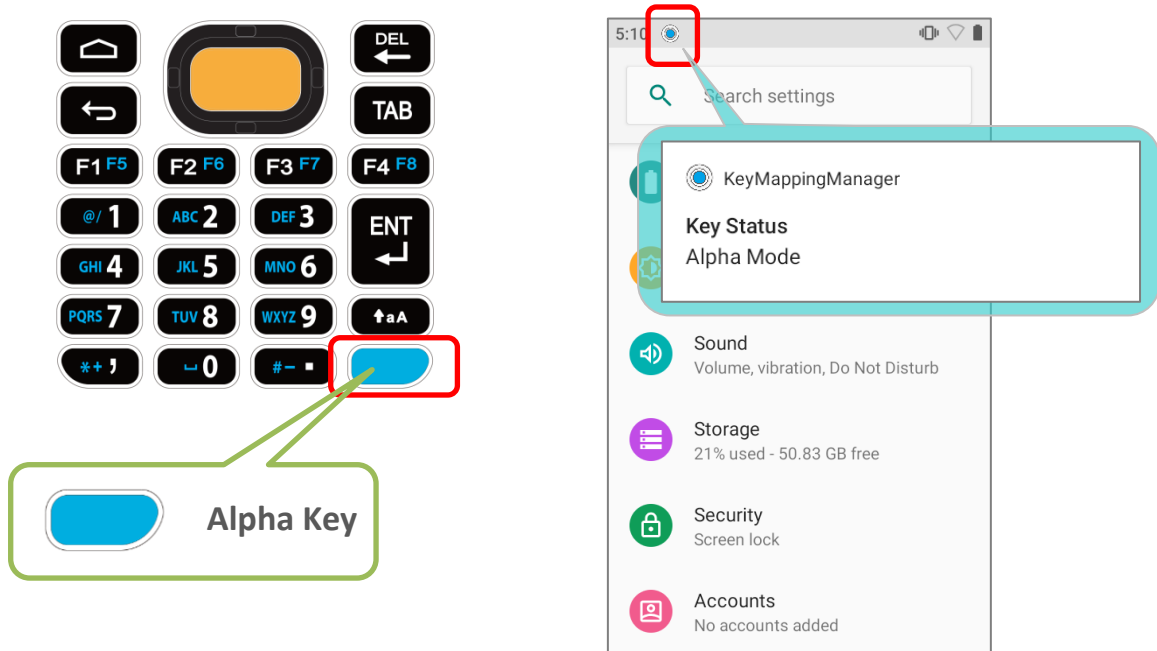 DEL
TAB
F1 F5
F2 F6
F3 F7
F4 F8
@/ 1
ABC 2
DEF 3
ENT
GHI 4
JKL 5
MNO 6
PQRS 7
TUV 8
WXYZ 9
aA
*+ ,
0
#- .
Alpha Key
5:10
Search settings
KeyMappingManager
Key Status
Alpha Mode
Sound
Volume, vibration, Do Not Disturb
Storage
21% used - 50.83 GB free
Security
Screen lock
Accounts
No accounts added